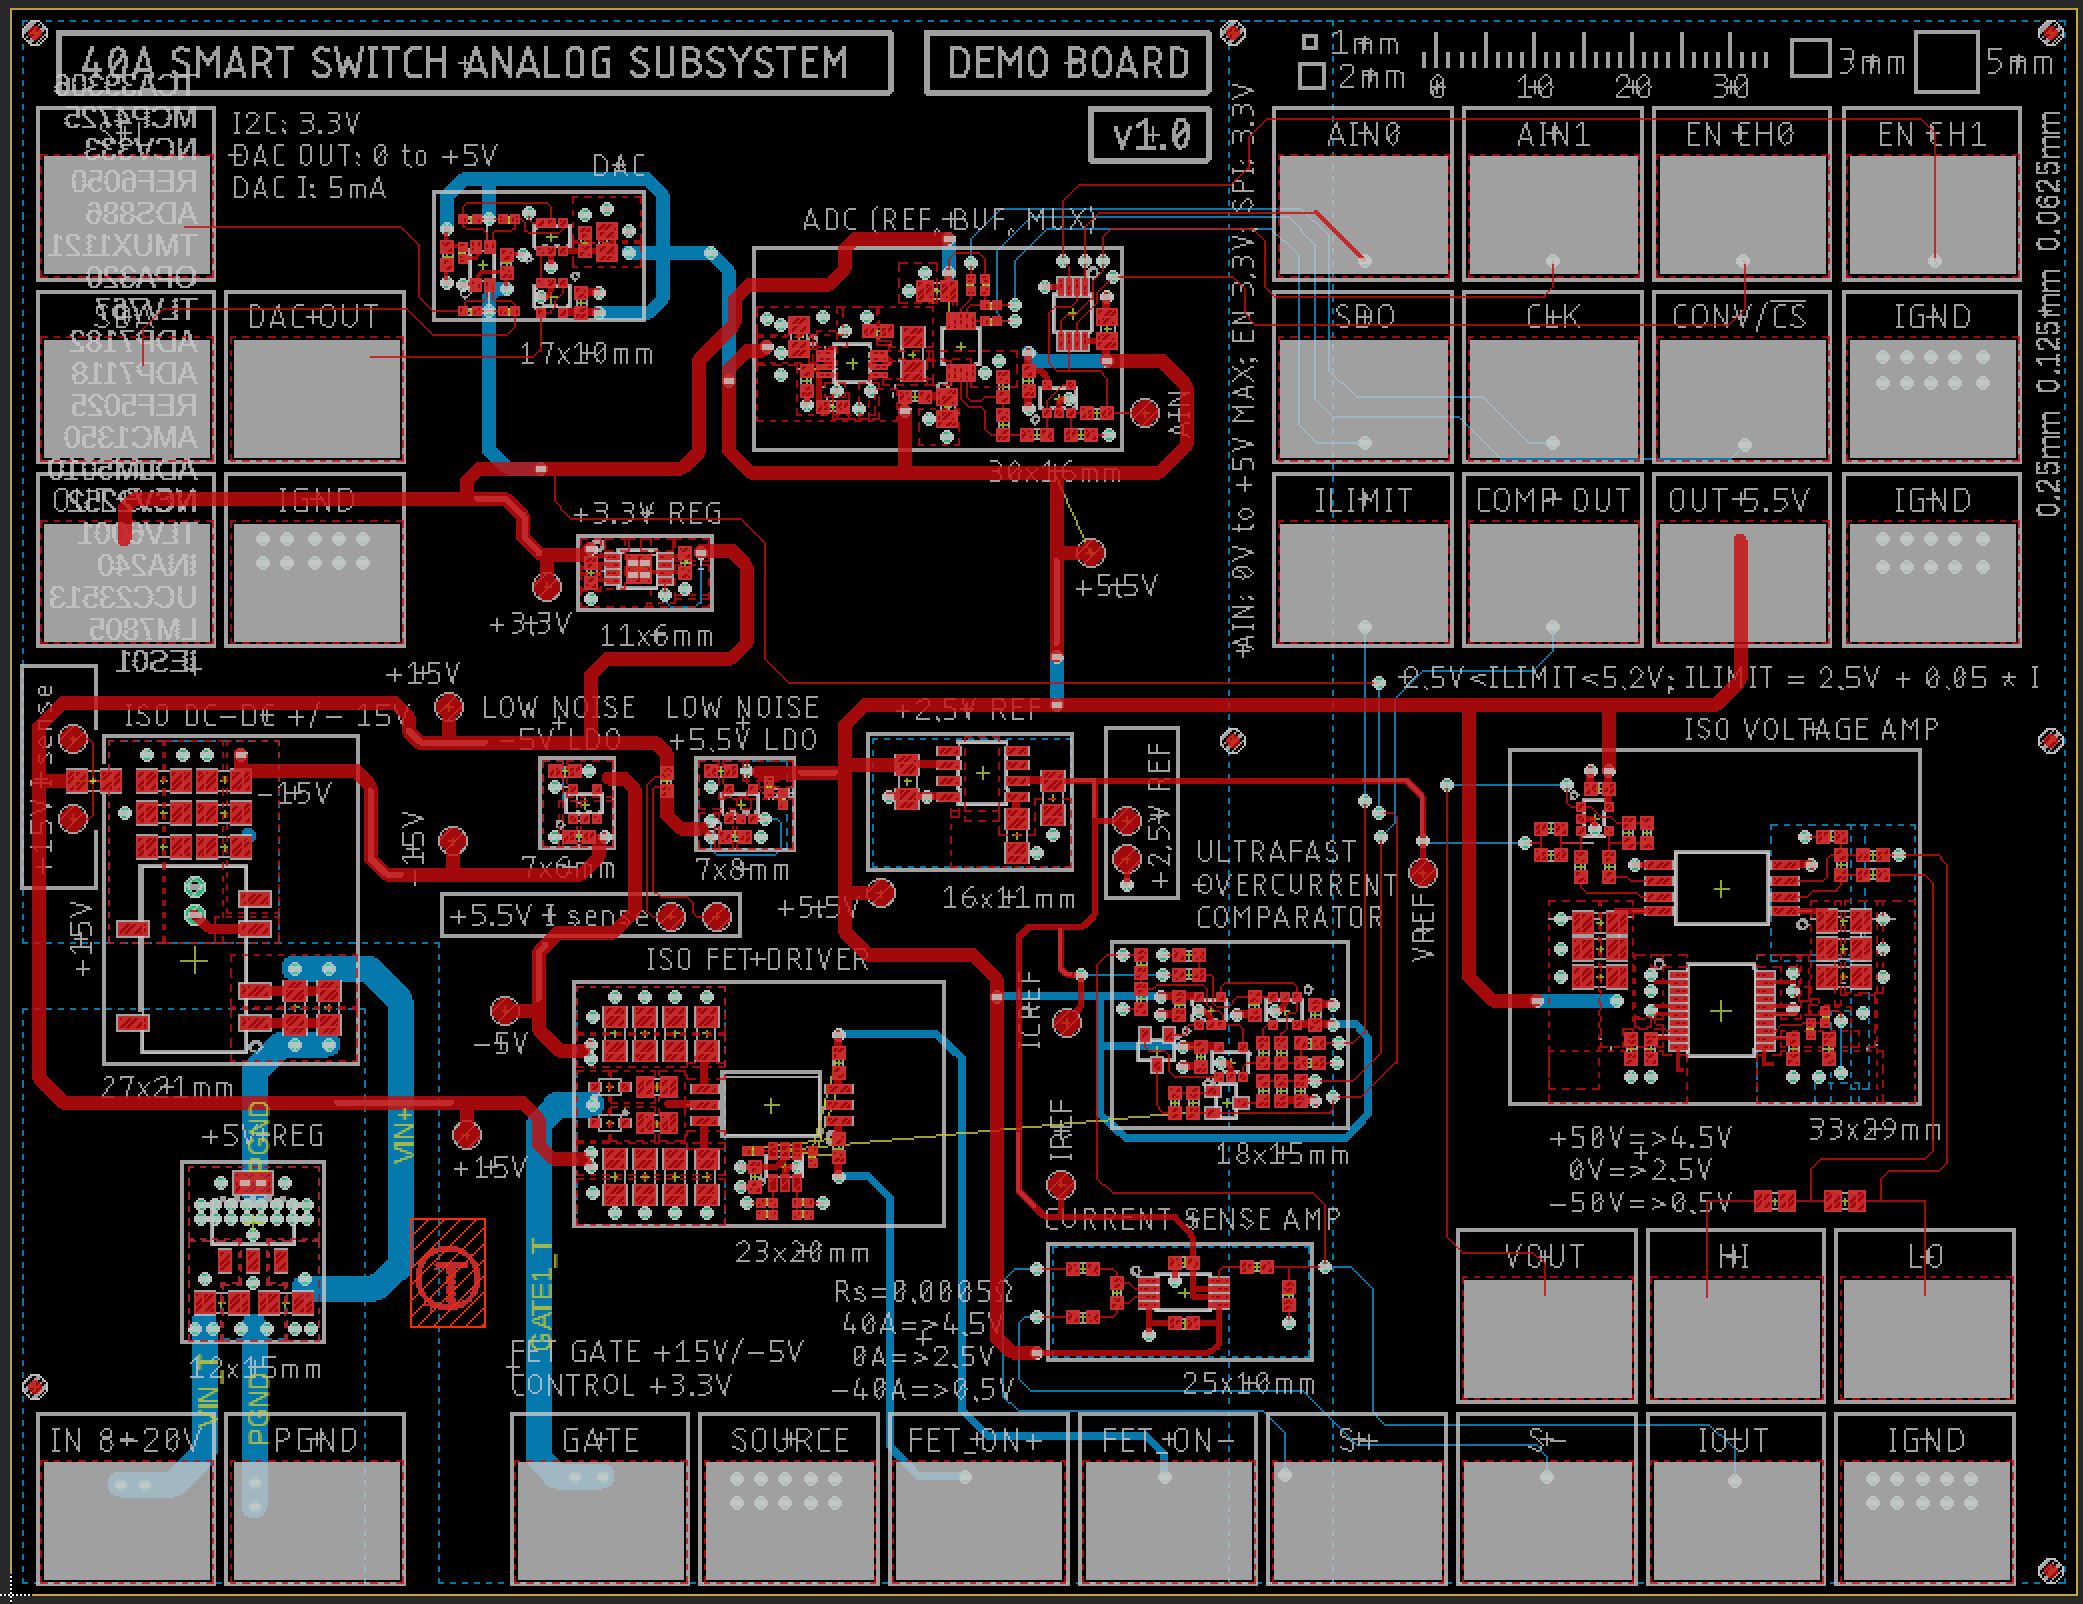 40A SMART SWITCH ANALOG SUBSYSTEM
DEMO BOARD
v1.0
1mm
2mm
0 10 20 30
3mm
5mm
I2C: 3.3V
DAC OUT: 0 to +5V
DAC I: 5mA
DAC
17x10mm
ADC (REF, BUF, MUX)
30x16mm
AIN
TCA39306
MCP4725
NCV333
REF6050
ADS886
TMUX1121
OPA320
TLV767
ADP7182
ADP7118
REF5025
AMC1350
ADUM5010
TLV6001
INA240
UCC23513
LM7805
IES01
DAC OUT
IGND
AIN0
AIN1
EN CH0
EN CH1
SDO
CLK
CONV/CS
IGND
ILIMIT
COMP OUT
OUT 5.5V
IGND
AIN: 0V to +5V MAX; EN 3.3V; SPI: 3.3V
0.25mm 0.125mm 0.0625mm
2.5V<ILIMIT<5.2V; ILIMIT = 2.5V + 0.05 * I
+3.3V REG
+3.3V
11x6mm
+5.5V
+15V
ISO DC-DC +/- 15V
-15V
+15V I sense
+15V
27x21mm
LOW NOISE
-5V LDO
7x6mm
-15V
LOW NOISE
+5.5V LDO
7x8mm
+5.5V I sense
+2.5V REF
16x11mm
+5.5V
+2.5V REF
ULTRAFAST
OVERCURRENT
COMPARATOR
18x15mm
VREF
ICREF
IREF
ISO VOLTAGE AMP
33x29mm
+50V=>4.5V
0V=>2.5V
-50V=>0.5V
ISO FET DRIVER
-5V
+15V
23x20mm
FET GATE +15V/-5V
CONTROL +3.3V
+5V REG
12x15mm
PGND
VIN+
VIN_T
PGND
GATE1_T
CURRENT SENSE AMP
25x10mm
Rs=0.0005Ω
40A=>4.5V
0A=>2.5V
-40A=>0.5V
VOUT
HI
LO
IN 8-20V
PGND
GATE
SOURCE
FET_ON+
FET_ON-
S+
S-
IOUT
IGND